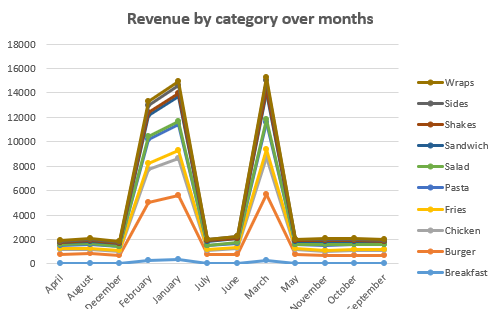 Revenue by category over months
18000
16000
14000
12000
10000
8000
6000
4000
2000
0
April
August
December
February
January
July
June
March
May
November
October
September
Wraps
Sides
Shakes
Sandwich
Salad
Pasta
Fries
Chicken
Burger
Breakfast